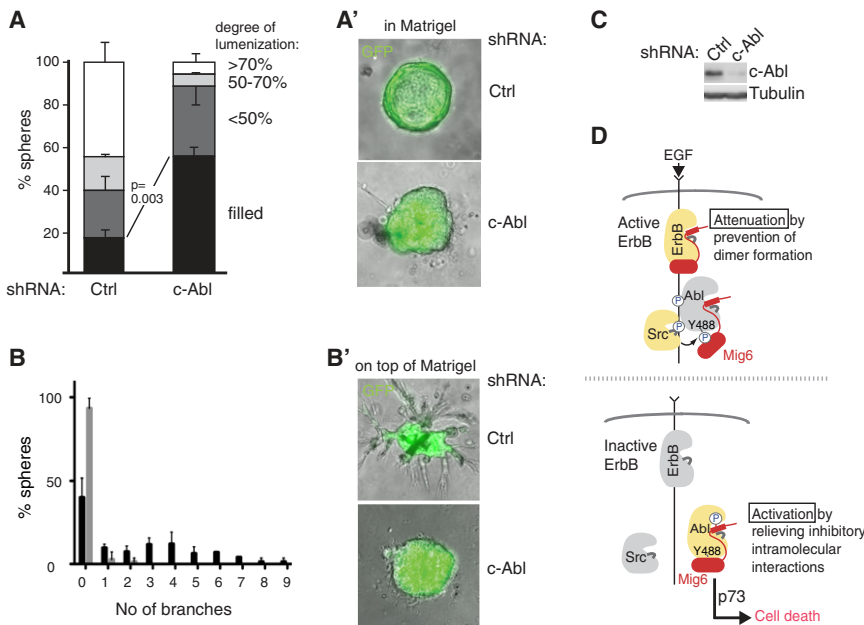 A
degree of
lumenization:
>70%
50-70%
<50%
filled
100
80
60
40
20
% spheres
p=
0.003
shRNA:
Ctrl
c-Abl
A'
in Matrigel
GFP
shRNA:
Ctrl
c-Abl
B
100
50
0
% spheres
0 1 2 3 4 5 6 7 8 9
No of branches
B'
on top of Matrigel
GFP
shRNA:
Ctrl
c-Abl
C
shRNA:
Ctrl
c-Abl
c-Abl
Tubulin
D
EGF
Active
ErbB
ErbB
Attenuation by
prevention of
dimer formation
P
Abl
Src
P
Y488
P
Mig6
Inactive
ErbB
ErbB
Src
P
Abl
Y488
Mig6
Activation by
relieving inhibitory
intramolecular
interactions
p73
Cell death